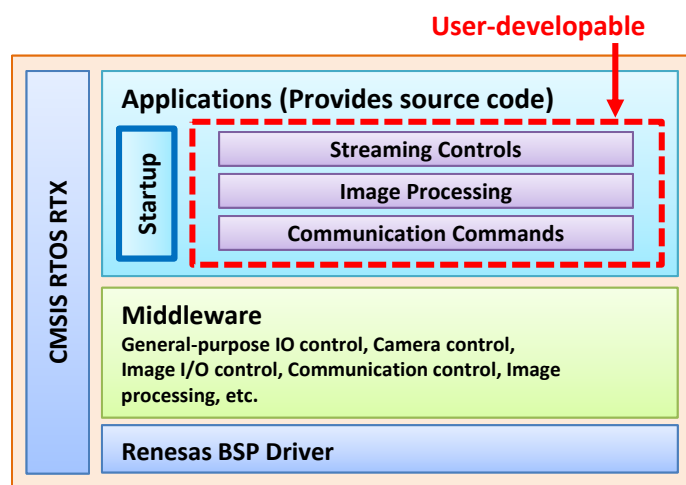 User-developable
CMSIS RTOS RTX
Applications (Provides source code)
Startup
Streaming Controls
Image Processing
Communication Commands
Middleware
General-purpose IO control, Camera control,
Image I/O control, Communication control, Image
processing, etc.
Renesas BSP Driver